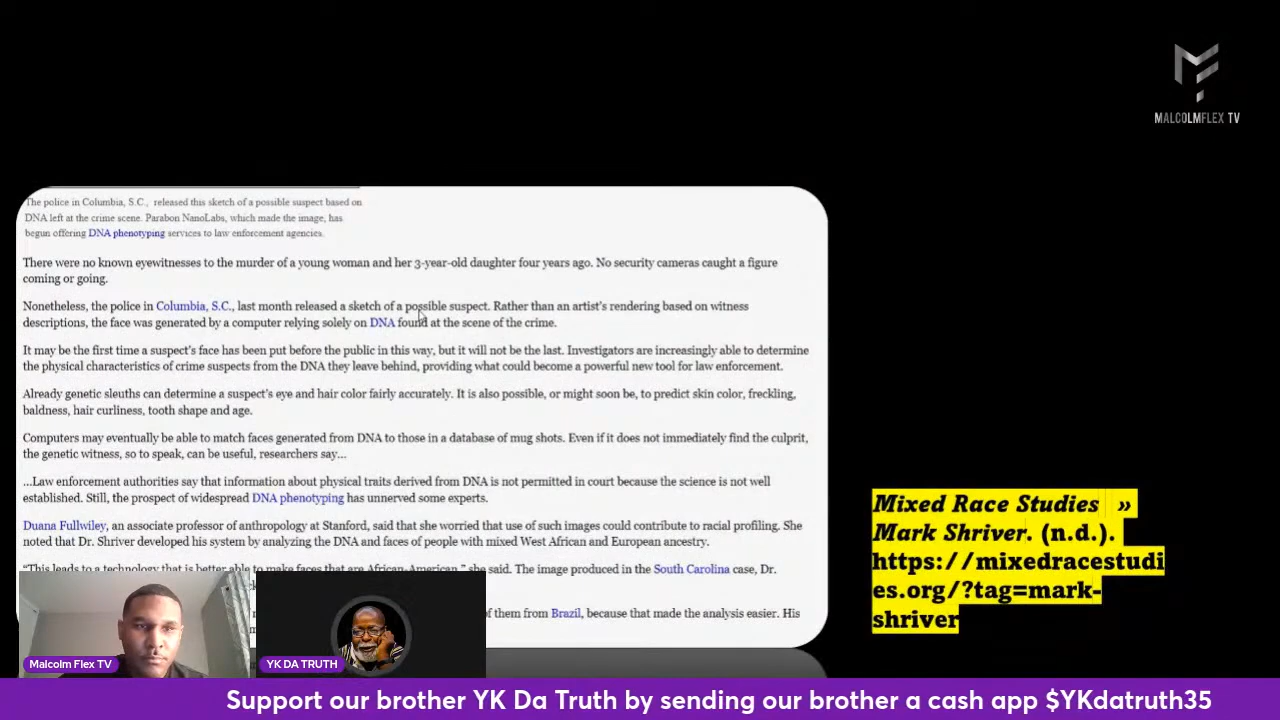 MALCOLMFLEX TV
The police in Columbia, S.C., released this sketch of a possible suspect based on
DNA left at the crime scene. Parabon NanoLabs, which made the image, has
begun offering DNA phenotyping services to law enforcement agencies.
There were no known eyewitnesses to the murder of a young woman and her 3-year-old daughter four years ago. No security cameras caught a figure
coming or going.
Nonetheless, the police in Columbia, S.C., last month released a sketch of a possible suspect. Rather than an artist's rendering based on witness
descriptions, the face was generated by a computer relying solely on DNA found at the scene of the crime.
It may be the first time a suspect's face has been put before the public in this way, but it will not be the last. Investigators are increasingly able to determine
the physical characteristics of crime suspects from the DNA they leave behind, providing what could become a powerful new tool for law enforcement.
Already genetic sleuths can determine a suspect's eye and hair color fairly accurately. It is also possible, or might soon be, to predict skin color, freckling,
baldness, hair curliness, tooth shape and age.
Computers may eventually be able to match faces generated from DNA to those in a database of mug shots. Even if it does not immediately find the culprit,
the genetic witness, so to speak, can be useful, researchers say...
...Law enforcement authorities say that information about physical traits derived from DNA is not permitted in court because the science is not well
established. Still, the prospect of widespread DNA phenotyping has unnerved some experts.
Duana Fullwiley, an associate professor of anthropology at Stanford, said that she worried that use of such images could contribute to racial profiling. She
noted that Dr. Shriver developed his system by analyzing the DNA and faces of people with mixed West African and European ancestry.
"This leads to a technology that is better able to make faces that are African-American," she said. The image produced in the South Carolina case, Dr.
of them from Brazil, because that made the analysis easier. His
Mixed Race Studies »
Mark Shriver. (n.d.).
https://mixedracestudi
es.org/?tag=mark-
shriver
Malcolm Flex TV
YK DA TRUTH
Support our brother YK Da Truth by sending our brother a cash app $YKdatruth35